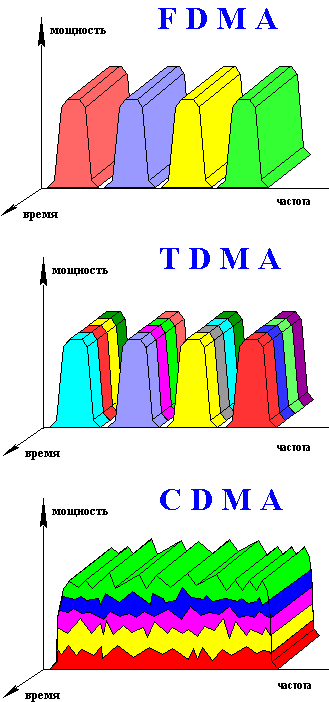 F D M A
мощность
частота
время
T D M A
мощность
частота
время
C D M A
мощность
частота
время